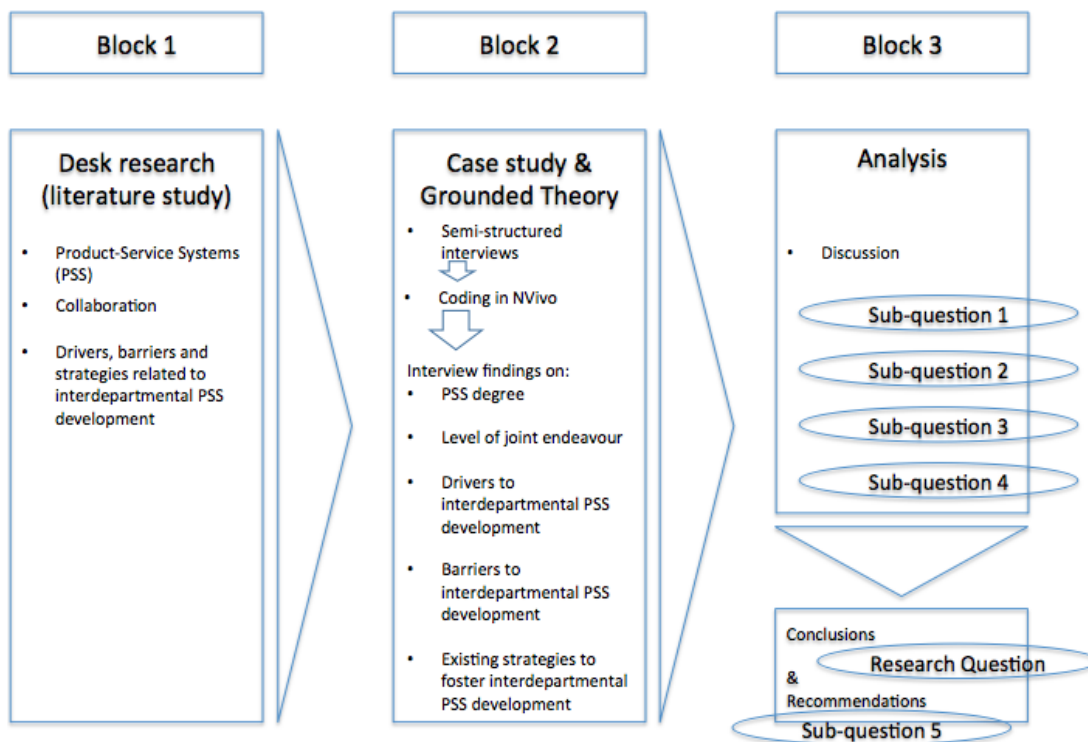 Block 1
Block 2
Block 3
Desk research
(literature study)
• Product-Service Systems
(PSS)
• Collaboration
• Drivers, barriers and
strategies related to
interdepartmental PSS
development
Case study &
Grounded Theory
• Semi-structured
interviews
• Coding in NVivo
Interview findings on:
• PSS degree
• Level of joint endeavour
• Drivers to
interdepartmental PSS
development
• Barriers to
interdepartmental PSS
development
• Existing strategies to
foster interdepartmental
PSS development
Analysis
• Discussion
Sub-question 1
Sub-question 2
Sub-question 3
Sub-question 4
Conclusions
Research Question
&
Recommendations
Sub-question 5